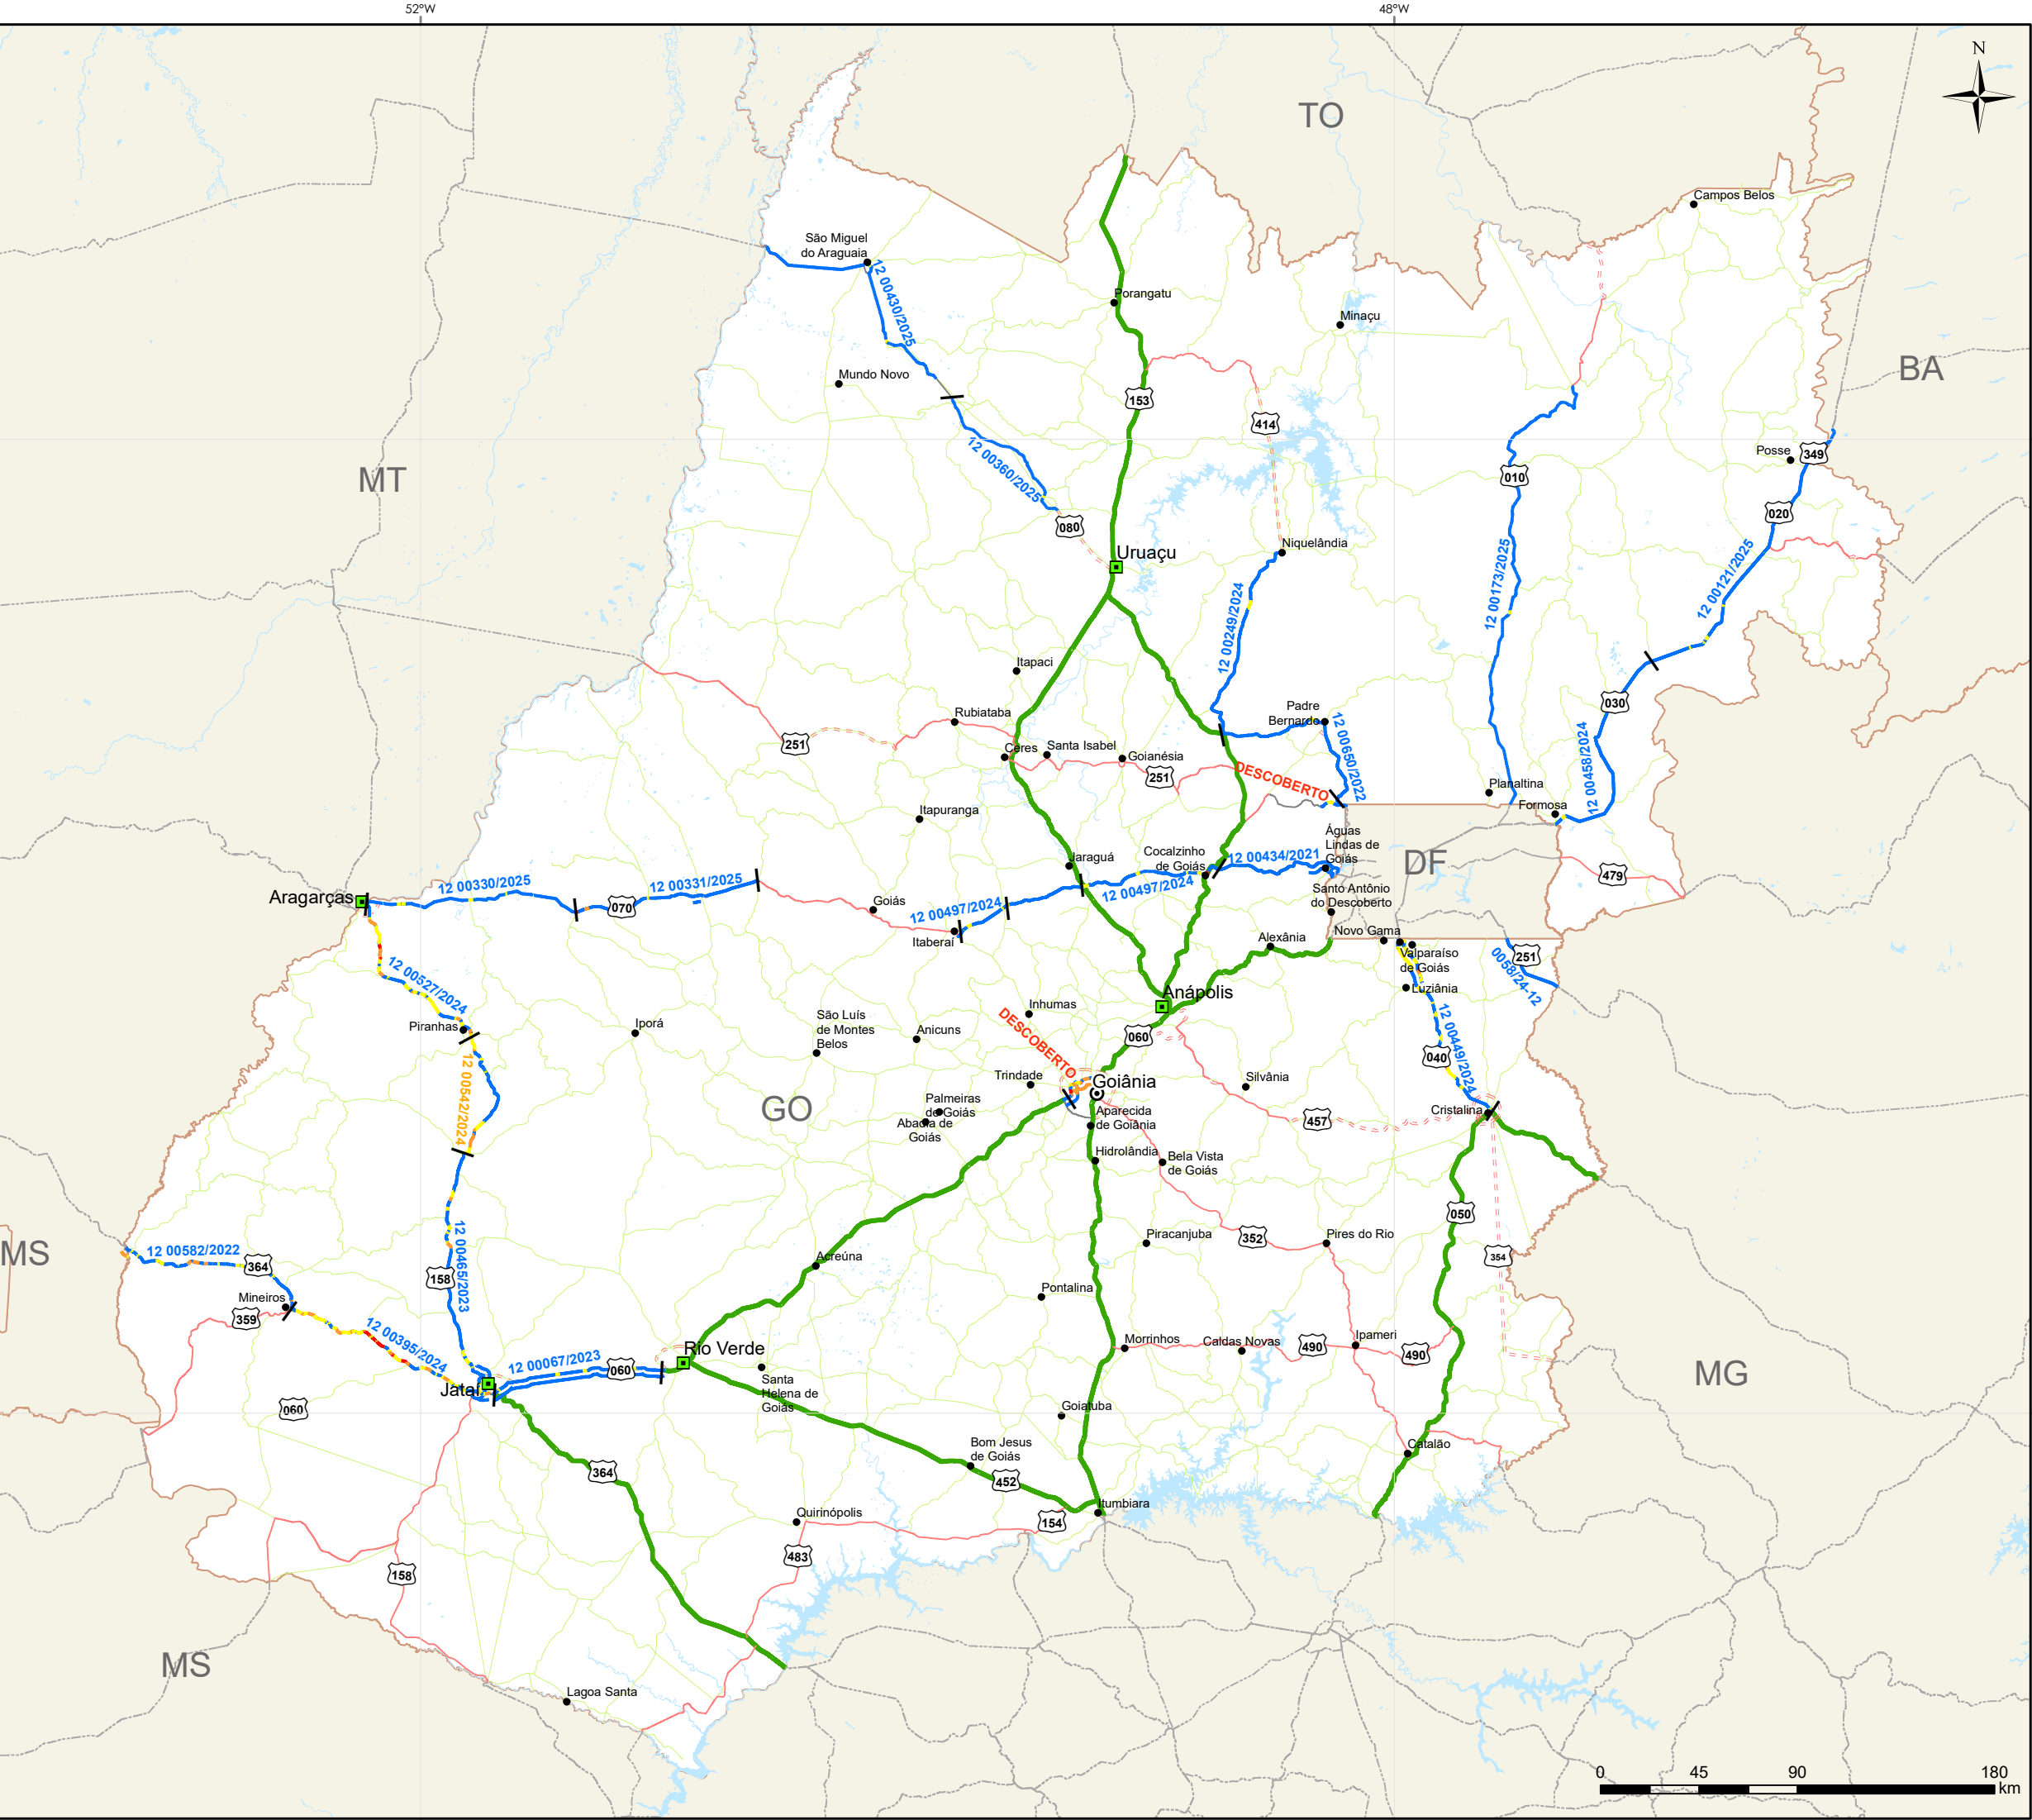 52°W
48°W
N
TO
Campos Belos
São Miguel
do Araguaia
12 00430/2025
Porangatu
Minaçu
BA
Mundo Novo
153
414
12 00360/2025
Posse
349
MT
010
020
080
Uruaçu
Niquelândia
12 00173/2025
12 00121/2025
12 00249/2024
Itapaci
030
Rubiataba
Padre
Bernardo
12 00650/2022
251
Ceres
Santa Isabel
Goianésia
251
DESCOBERTO
12 00458/2024
Planaltina
Formosa
Itapuranga
Águas
Lindas de
Goiás
Jaraguá
Cocalzinho
de Goiás
12 00434/2021
DF
479
Aragarças
12 00330/2025
12 00331/2025
070
12 00497/2024
12 00497/2024
Goiás
Itaberaí
Santo Antônio
do Descoberto
Alexânia
Novo Gama
Valparaíso
de Goiás
251
0058/24-12
Luziânia
12 00527/2024
Anápolis
Inhumas
DESCOBERTO
12 00449/2024
Piranhas
Iporá
São Luís
de Montes
Belos
Anicuns
060
040
12 00542/2024
Trindade
Goiânia
Silvânia
GO
Palmeiras
de Goiás
Abadia de
Goiás
Aparecida
de Goiânia
457
Cristalina
Hidrolândia
Bela Vista
de Goiás
050
12 00465/2023
MS
12 00582/2022
364
158
Piracanjuba
352
Pires do Rio
354
Acreúna
Mineiros
359
Pontalina
12 00395/2024
12 00067/2023
060
Rio Verde
Morrinhos
Caldas Novas
490
Ipameri
490
MG
Jataí
Santa
Helena de
Goiás
060
Goiatuba
Catalão
Bom Jesus
de Goiás
364
452
Quirinópolis
154
Itumbiara
483
158
MS
Lagoa Santa
0
45
90
180
km